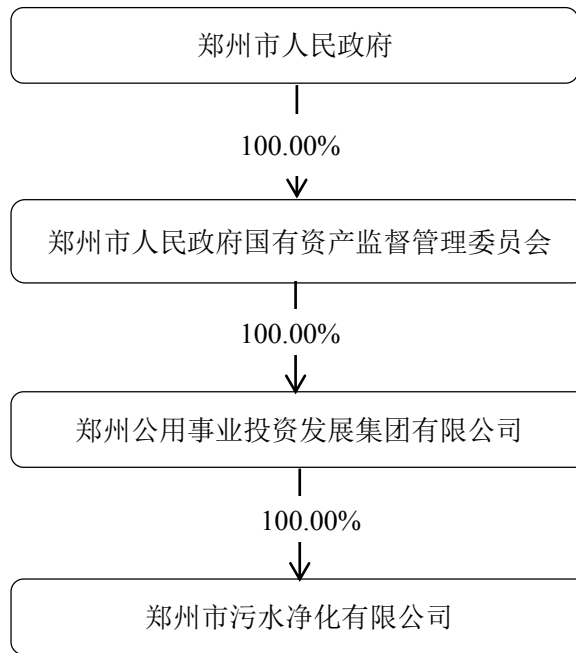 郑州市人民政府
100.00%
郑州市人民政府国有资产监督管理委员会
100.00%
郑州公用事业投资发展集团有限公司
100.00%
郑州市污水净化有限公司